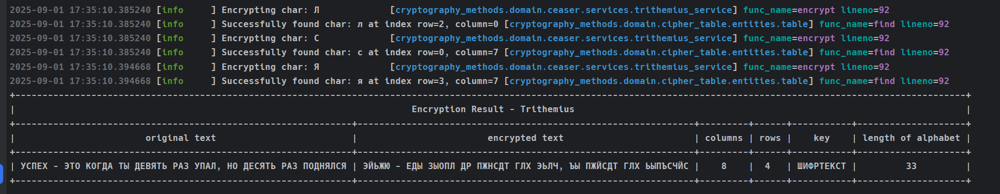 2025-09-01 17:35:10.385240 [info     ] Encrypting char: Л             [cryptography_methods.domain.ceaser.services.trithemius_service] func_name=encrypt lineno=92
2025-09-01 17:35:10.385240 [info     ] Successfully found char: л at index row=2, column=0 [cryptography_methods.domain.cipher_table.entities.table] func_name=find lineno=92
2025-09-01 17:35:10.385240 [info     ] Encrypting char: С             [cryptography_methods.domain.ceaser.services.trithemius_service] func_name=encrypt lineno=92
2025-09-01 17:35:10.385240 [info     ] Successfully found char: с at index row=0, column=7 [cryptography_methods.domain.cipher_table.entities.table] func_name=find lineno=92
2025-09-01 17:35:10.394668 [info     ] Encrypting char: Я             [cryptography_methods.domain.ceaser.services.trithemius_service] func_name=encrypt lineno=92
2025-09-01 17:35:10.394668 [info     ] Successfully found char: я at index row=3, column=7 [cryptography_methods.domain.cipher_table.entities.table] func_name=find lineno=92
Encryption Result - Trithemius
| original text | encrypted text | columns | rows | key | length of alphabet |
| УСПЕХ - ЭТО КОГДА ТЫ ДЕВЯТЬ РАЗ УПАЛ, НО ДЕСЯТЬ РАЗ ПОДНЯЛСЯ | ЭЙЬЖЮ - ЕДЫ ЗЫОПЛ ДР ПЖНСДТ ГЛХ ЭЬЛЧ, ЪЫ ПЖЙСДТ ГЛХ ЬЫПЪСЧЙС | 8 | 4 | ШИФРТЕКСТ | 33 |